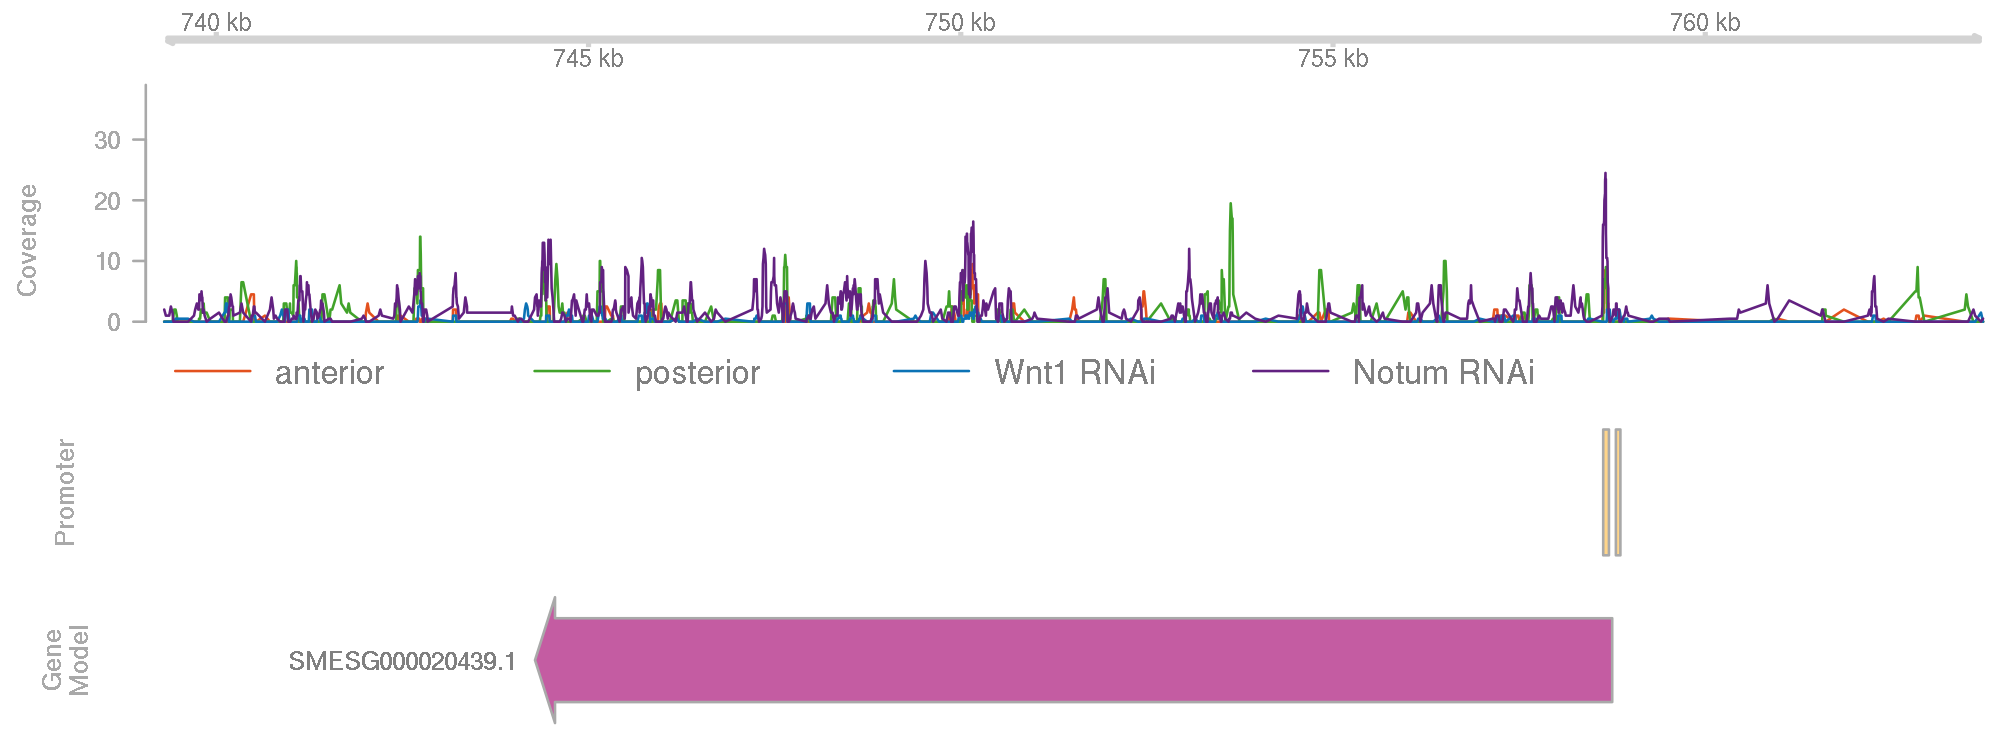 740 kb 750 kb 760 kb
745 kb 755 kb
Coverage
30
20
10
0
anterior posterior Wnt1 RNAi Notum RNAi
Promoter
Gene
Model
SMESG000020439.1